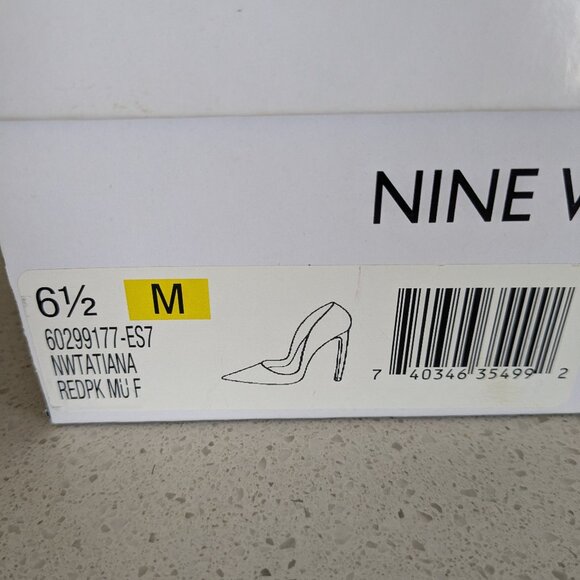 NINE W
6½ M
60299177-ES7
NWTATIANA
REDPK MU F
7 40346 35499 2